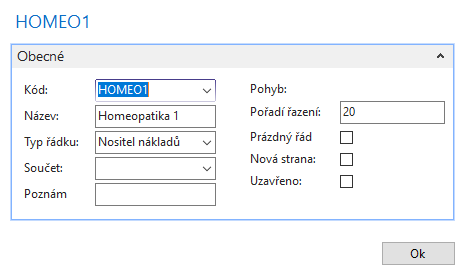 HOMEO1
Obecné
Kód: HOMEO1
Název: Homeopatika 1
Typ řádku: Nositel nákladů
Součet:
Poznám
Pohyb:
Pořadí řazení: 20
Prázdný řád
Nová strana:
Uzavřeno:
Ok